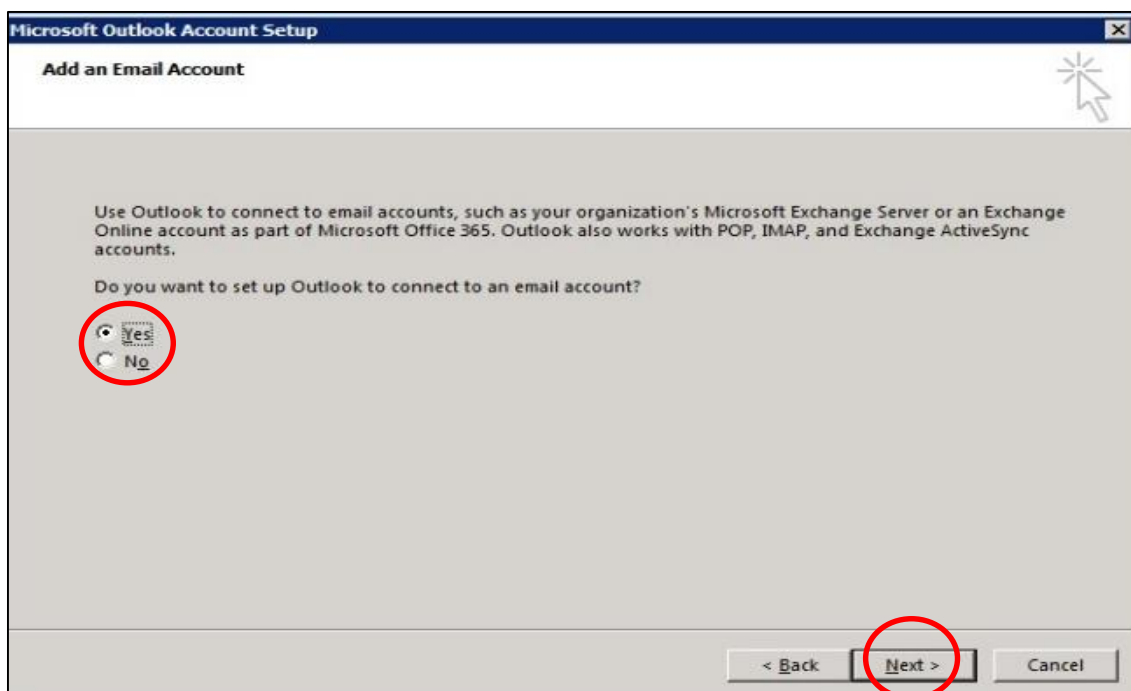 Microsoft Outlook Account Setup
Add an Email Account
Use Outlook to connect to email accounts, such as your organization's Microsoft Exchange Server or an Exchange
Online account as part of Microsoft Office 365. Outlook also works with POP, IMAP, and Exchange ActiveSync
accounts.
Do you want to set up Outlook to connect to an email account?
Yes
No
< Back
Next >
Cancel